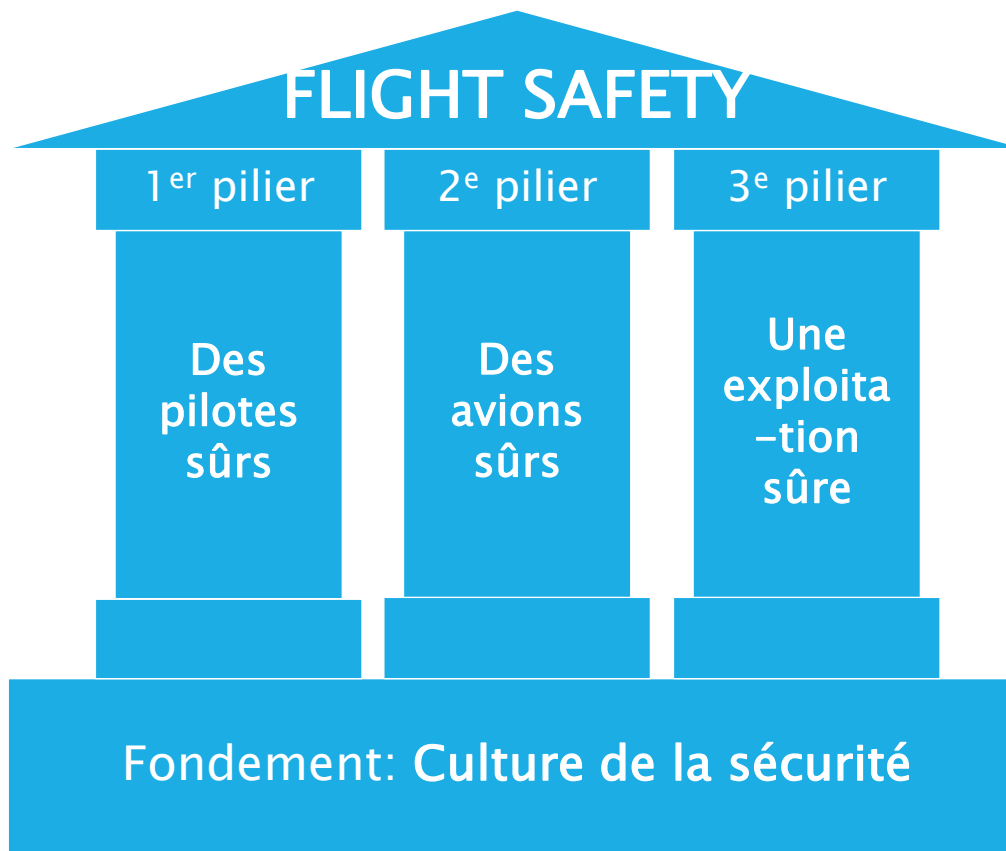 FLIGHT SAFETY
1er pilier
2e pilier
3e pilier
Des
pilotes
sûrs
Des
avions
sûrs
Une
exploita
-tion
sûre
Fondement: Culture de la sécurité